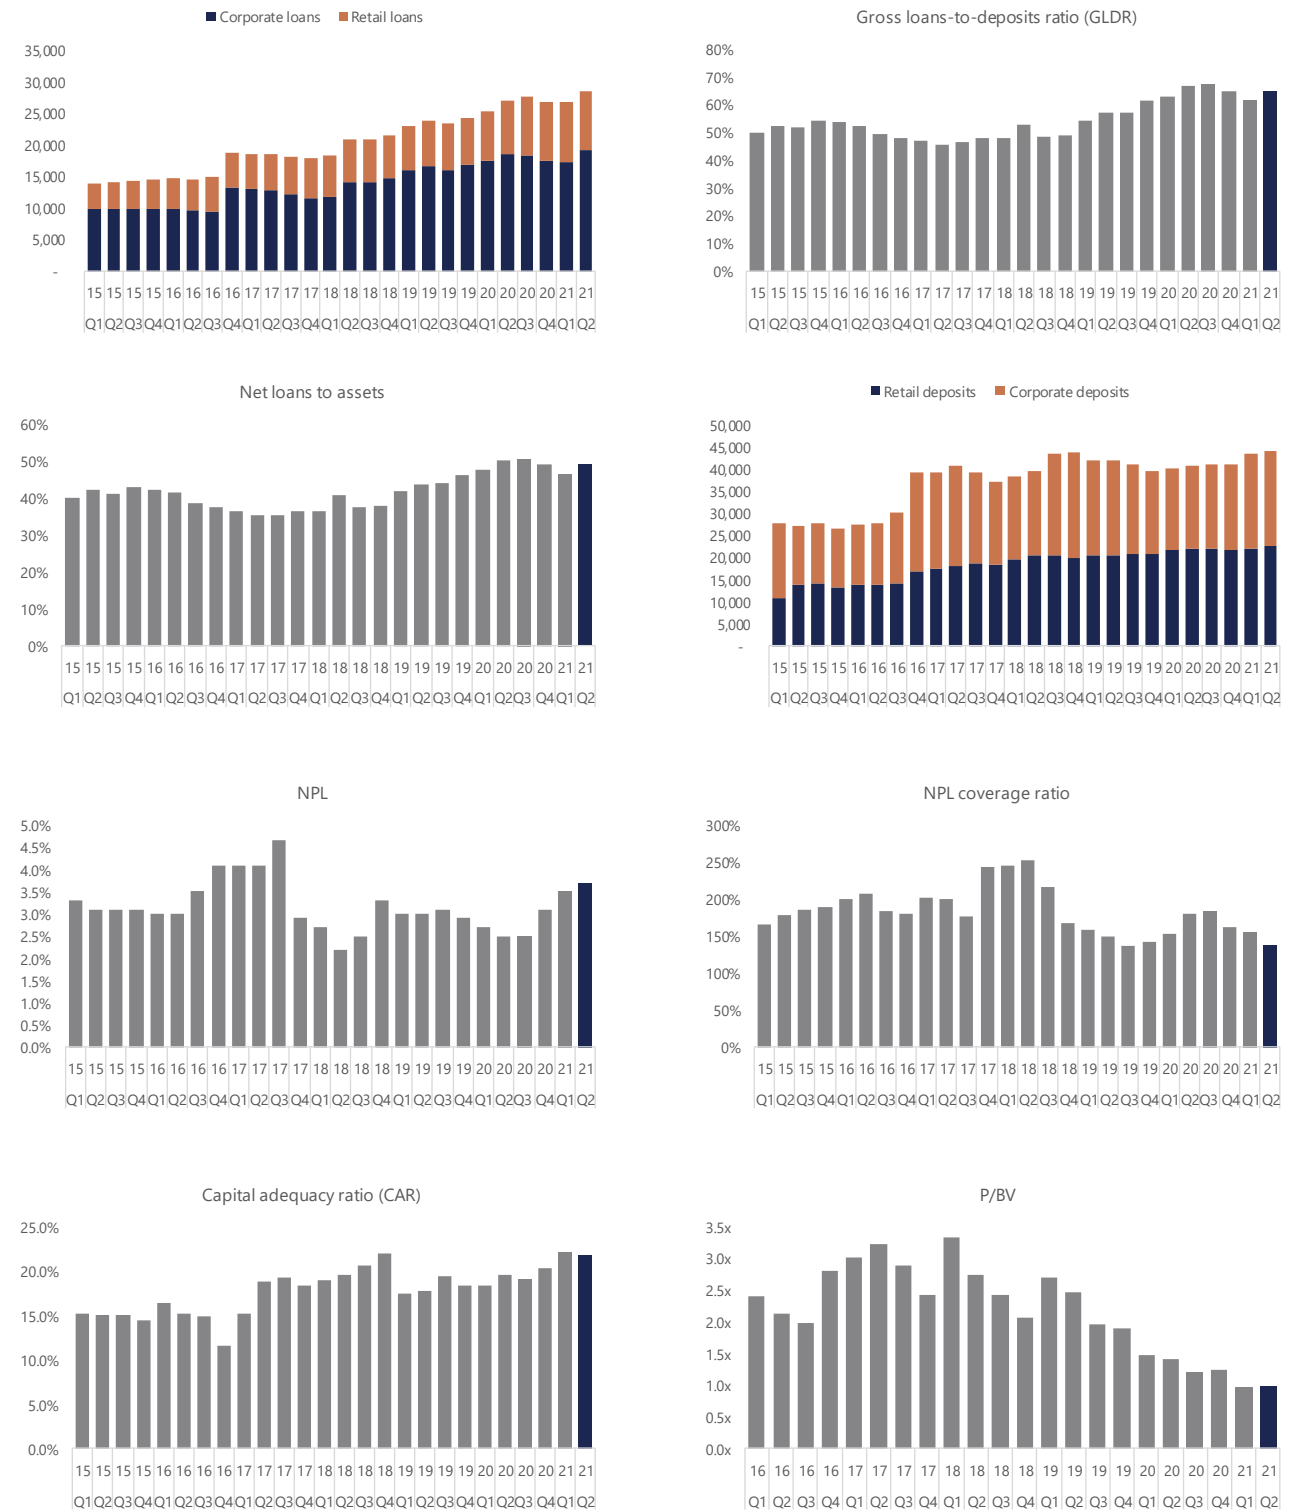 Corporate loans Retail loans
35,000
30,000
25,000
20,000
15,000
10,000
5,000
-
15 15 15 15 16 16 16 16 17 17 17 17 18 18 18 18 19 19 19 19 20 20 20 20 21 21
Q1 Q2 Q3 Q4 Q1 Q2 Q3 Q4 Q1 Q2 Q3 Q4 Q1 Q2 Q3 Q4 Q1 Q2 Q3 Q4 Q1 Q2 Q3 Q4 Q1 Q2
Gross loans-to-deposits ratio (GLDR)
80%
70%
60%
50%
40%
30%
20%
10%
0%
15 15 15 15 16 16 16 16 17 17 17 17 18 18 18 18 19 19 19 19 20 20 20 20 21 21
Q1 Q2 Q3 Q4 Q1 Q2 Q3 Q4 Q1 Q2 Q3 Q4 Q1 Q2 Q3 Q4 Q1 Q2 Q3 Q4 Q1 Q2 Q3 Q4 Q1 Q2
Net loans to assets
60%
50%
40%
30%
20%
10%
0%
15 15 15 15 16 16 16 16 17 17 17 17 18 18 18 18 19 19 19 19 20 20 20 20 21 21
Q1 Q2 Q3 Q4 Q1 Q2 Q3 Q4 Q1 Q2 Q3 Q4 Q1 Q2 Q3 Q4 Q1 Q2 Q3 Q4 Q1 Q2 Q3 Q4 Q1 Q2
Retail deposits Corporate deposits
50,000
45,000
40,000
35,000
30,000
25,000
20,000
15,000
10,000
5,000
-
15 15 15 15 16 16 16 16 17 17 17 17 18 18 18 18 19 19 19 19 20 20 20 20 21 21
Q1 Q2 Q3 Q4 Q1 Q2 Q3 Q4 Q1 Q2 Q3 Q4 Q1 Q2 Q3 Q4 Q1 Q2 Q3 Q4 Q1 Q2 Q3 Q4 Q1 Q2
NPL
5.0%
4.5%
4.0%
3.5%
3.0%
2.5%
2.0%
1.5%
1.0%
0.5%
0.0%
15 15 15 15 16 16 16 16 17 17 17 17 18 18 18 18 19 19 19 19 20 20 20 20 21 21
Q1 Q2 Q3 Q4 Q1 Q2 Q3 Q4 Q1 Q2 Q3 Q4 Q1 Q2 Q3 Q4 Q1 Q2 Q3 Q4 Q1 Q2 Q3 Q4 Q1 Q2
NPL coverage ratio
300%
250%
200%
150%
100%
50%
0%
15 15 15 15 16 16 16 16 17 17 17 17 18 18 18 18 19 19 19 19 20 20 20 20 21 21
Q1 Q2 Q3 Q4 Q1 Q2 Q3 Q4 Q1 Q2 Q3 Q4 Q1 Q2 Q3 Q4 Q1 Q2 Q3 Q4 Q1 Q2 Q3 Q4 Q1 Q2
Capital adequacy ratio (CAR)
25.0%
20.0%
15.0%
10.0%
5.0%
0.0%
15 15 15 15 16 16 16 16 17 17 17 17 18 18 18 18 19 19 19 19 20 20 20 20 21 21
Q1 Q2 Q3 Q4 Q1 Q2 Q3 Q4 Q1 Q2 Q3 Q4 Q1 Q2 Q3 Q4 Q1 Q2 Q3 Q4 Q1 Q2 Q3 Q4 Q1 Q2
P/BV
3.5x
3.0x
2.5x
2.0x
1.5x
1.0x
0.5x
0.0x
16 16 16 16 17 17 17 17 18 18 18 18 19 19 19 19 20 20 20 20 21 21
Q1 Q2 Q3 Q4 Q1 Q2 Q3 Q4 Q1 Q2 Q3 Q4 Q1 Q2 Q3 Q4 Q1 Q2 Q3 Q4 Q1 Q2